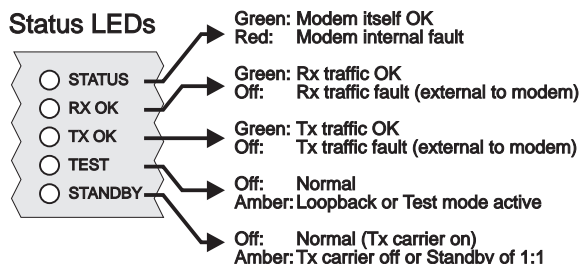 Status LEDs
STATUS
RX OK
TX OK
TEST
STANDBY
Green: Modem itself OK
Red: Modem internal fault
Green: Rx traffic OK
Off: Rx traffic fault (external to modem)
Green: Tx traffic OK
Off: Tx traffic fault (external to modem)
Off: Normal
Amber: Loopback or Test mode active
Off: Normal (Tx carrier on)
Amber: Tx carrier off or Standby of 1:1